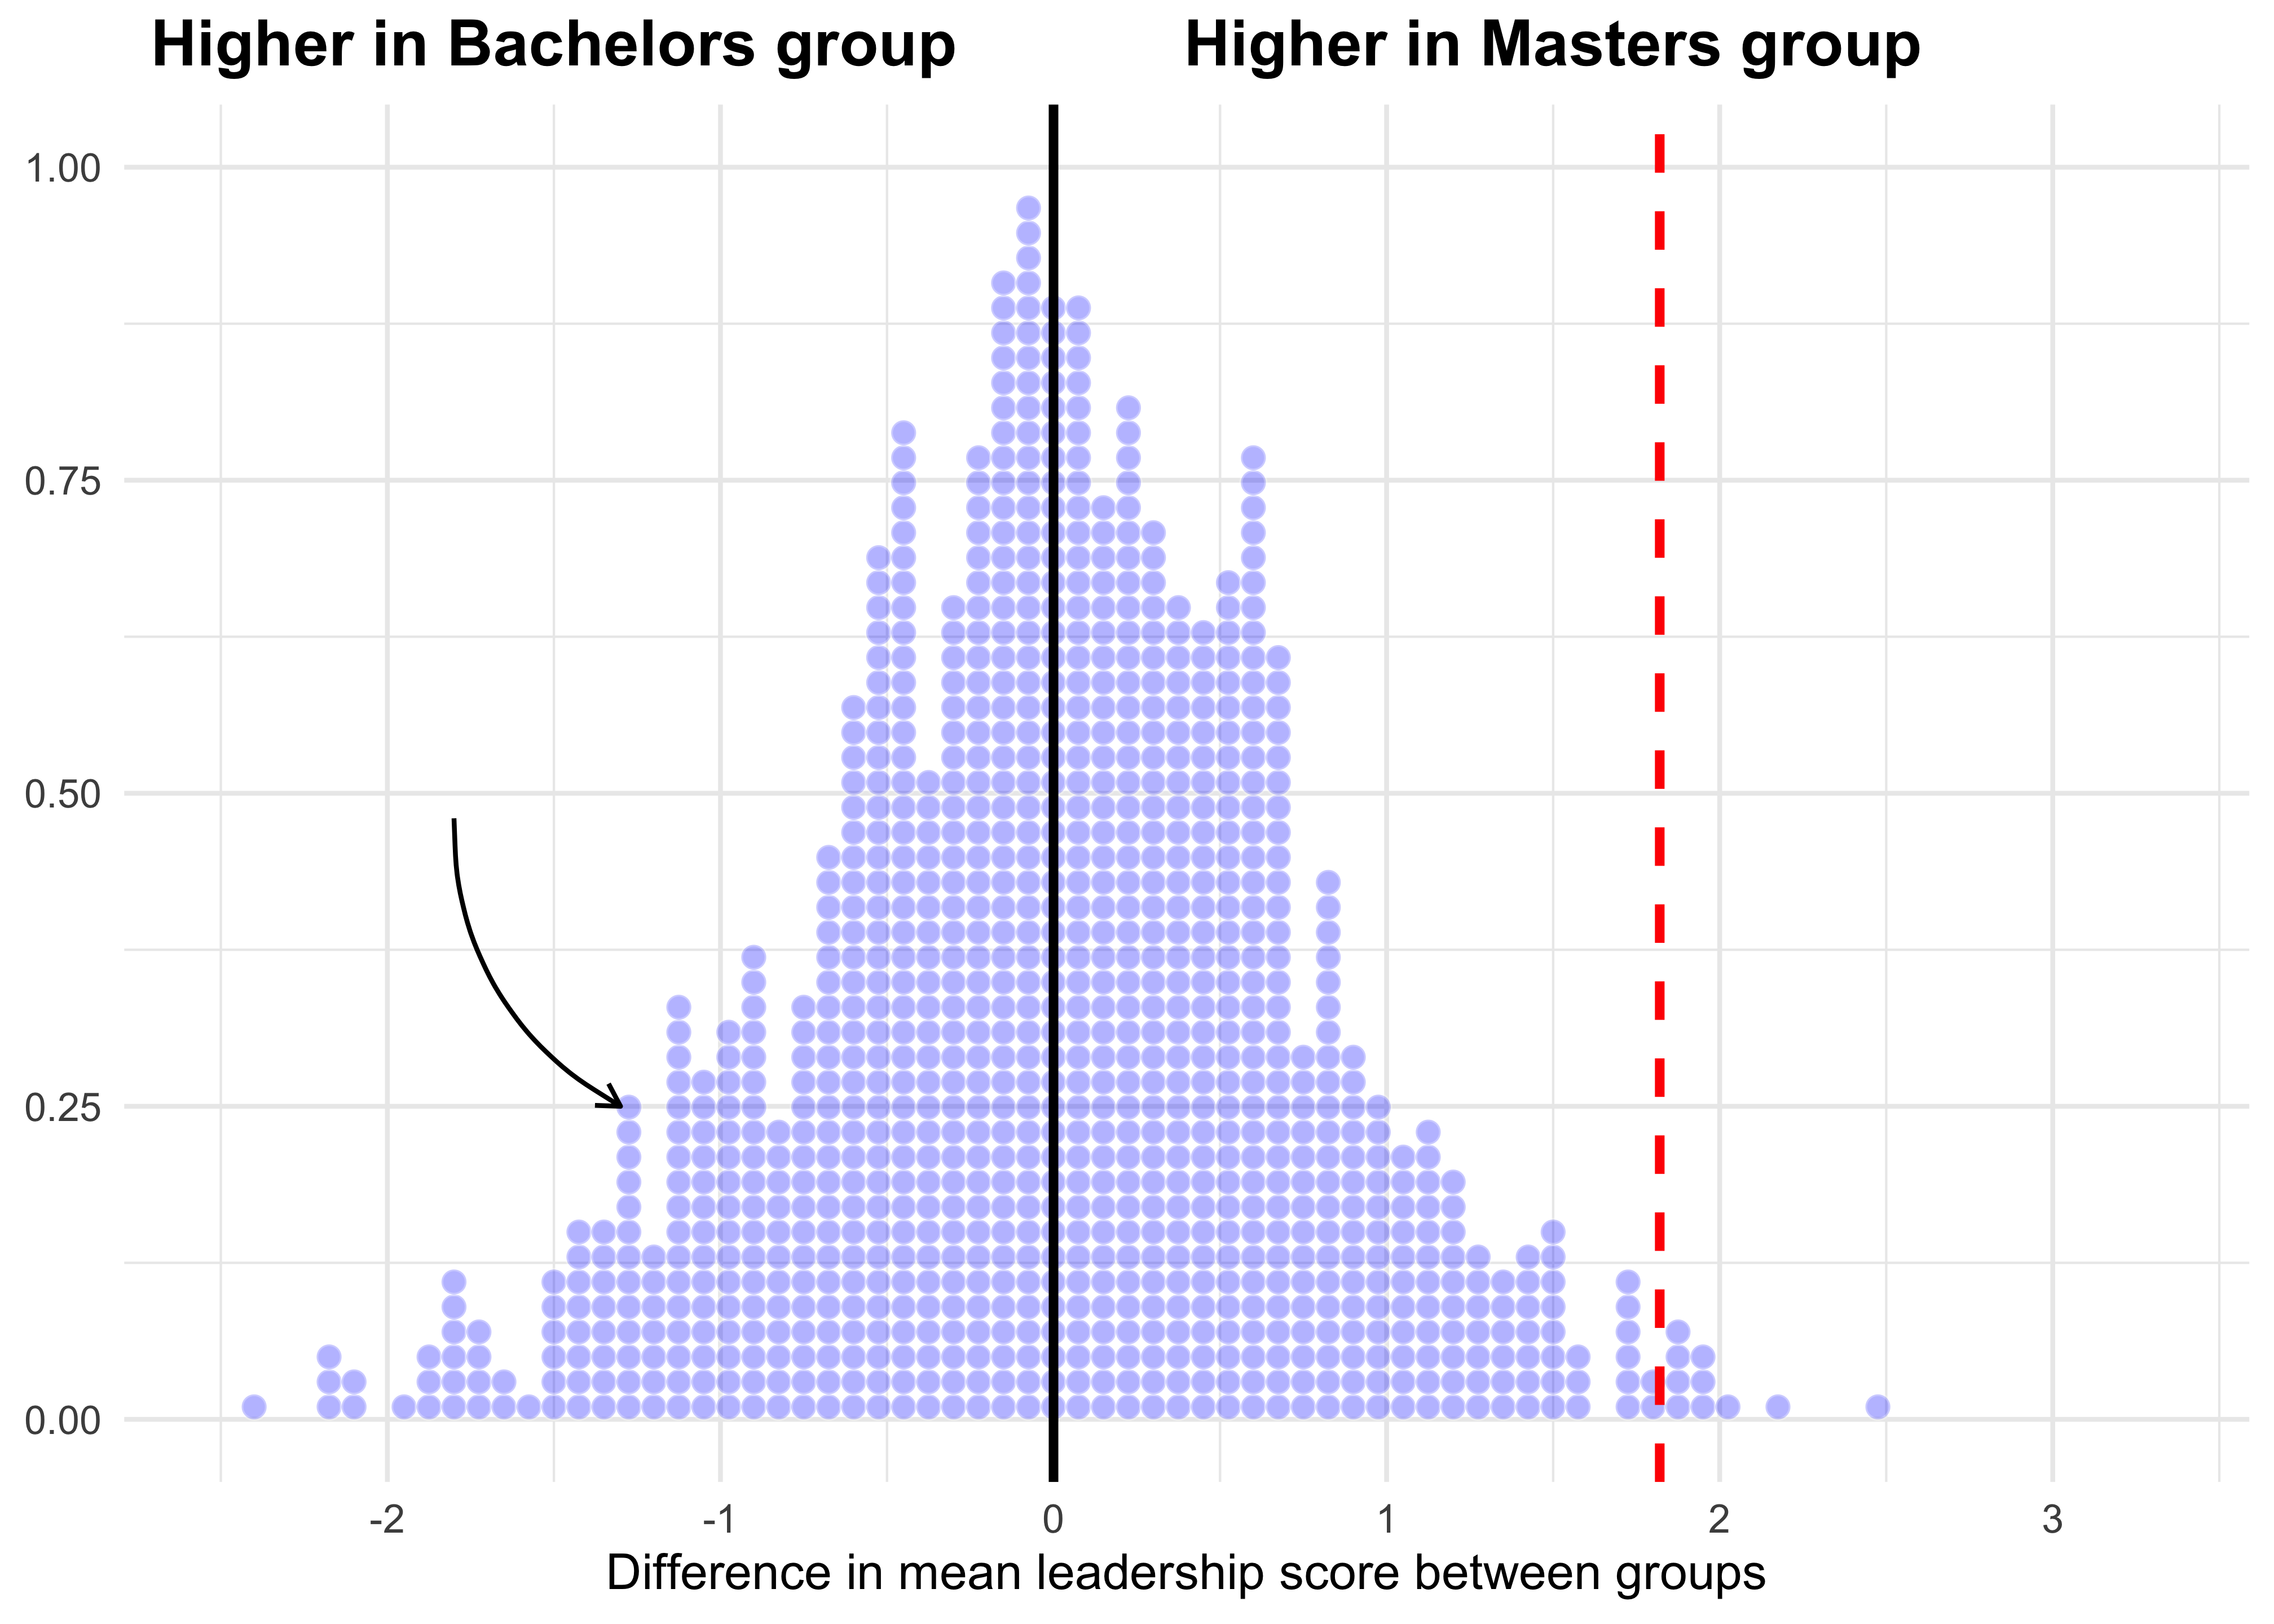 Higher in Bachelors group Higher in Masters group
1.00
0.75
0.50
0.25
0.00
-2 -1 0 1 2 3
Difference in mean leadership score between groups